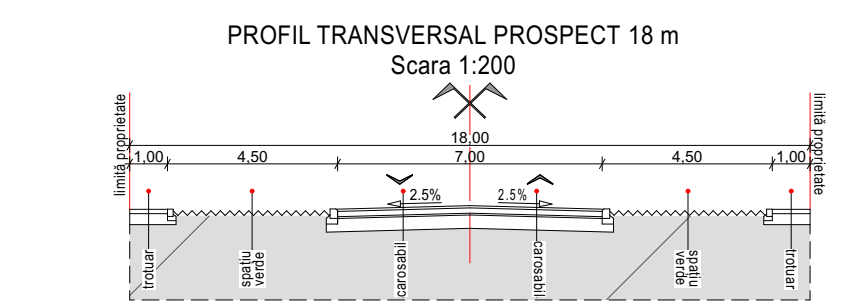 PROFIL TRANSVERSAL PROSPECT 18 m
Scara 1:200
limită proprietate
18,00
limită proprietate
1,00
4,50
7,00
4,50
1,00
2.5%
2.5%
trotuar
spațiu
verde
carosabil
carosabil
spațiu
verde
trotuar